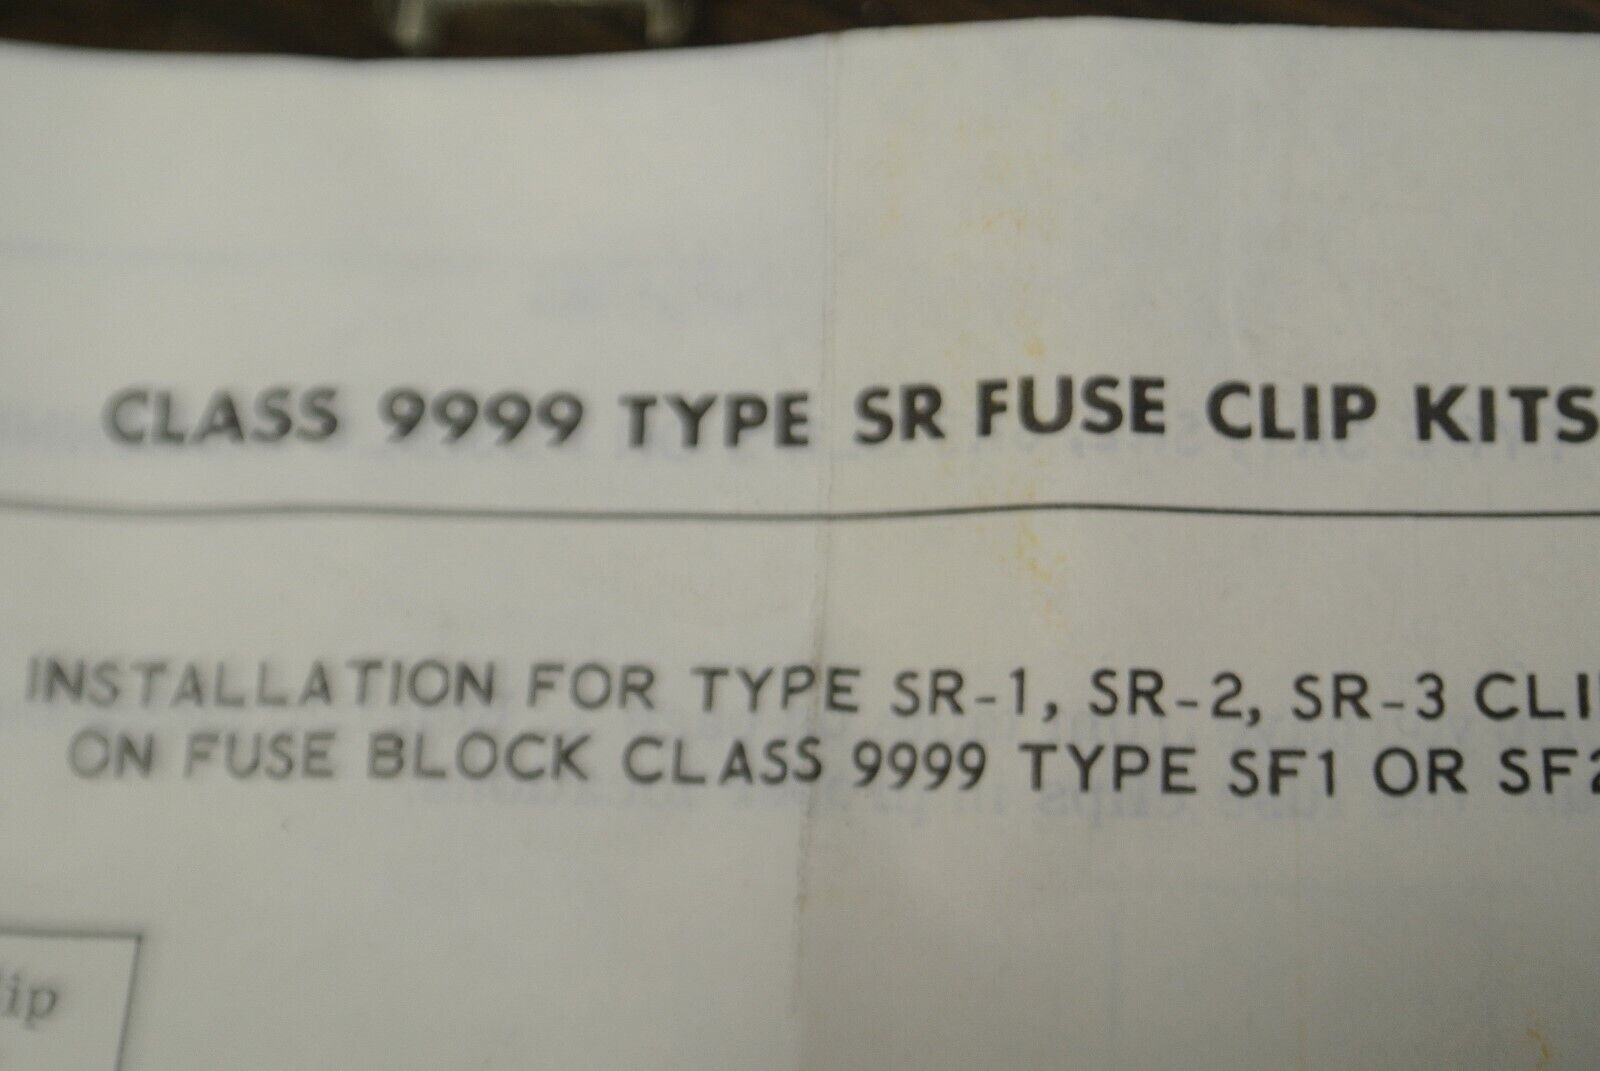 CLASS 9999 TYPE SR FUSE CLIP KITS
INSTALLATION FOR TYPE SR-1, SR-2, SR-3 CLI
ON FUSE BLOCK CLASS 9999 TYPE SF1 OR SF2
lip